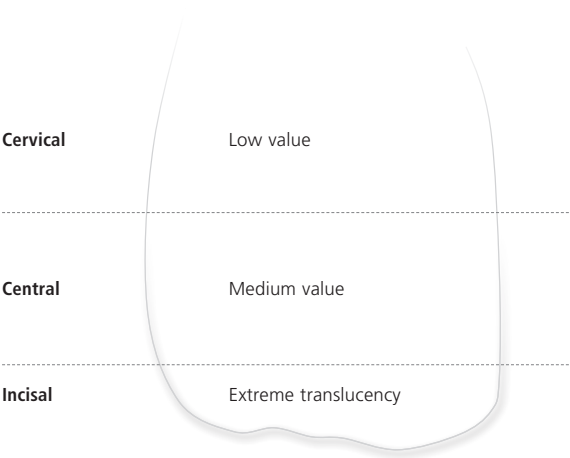 Cervical Low value
Central Medium value
Incisal Extreme translucency